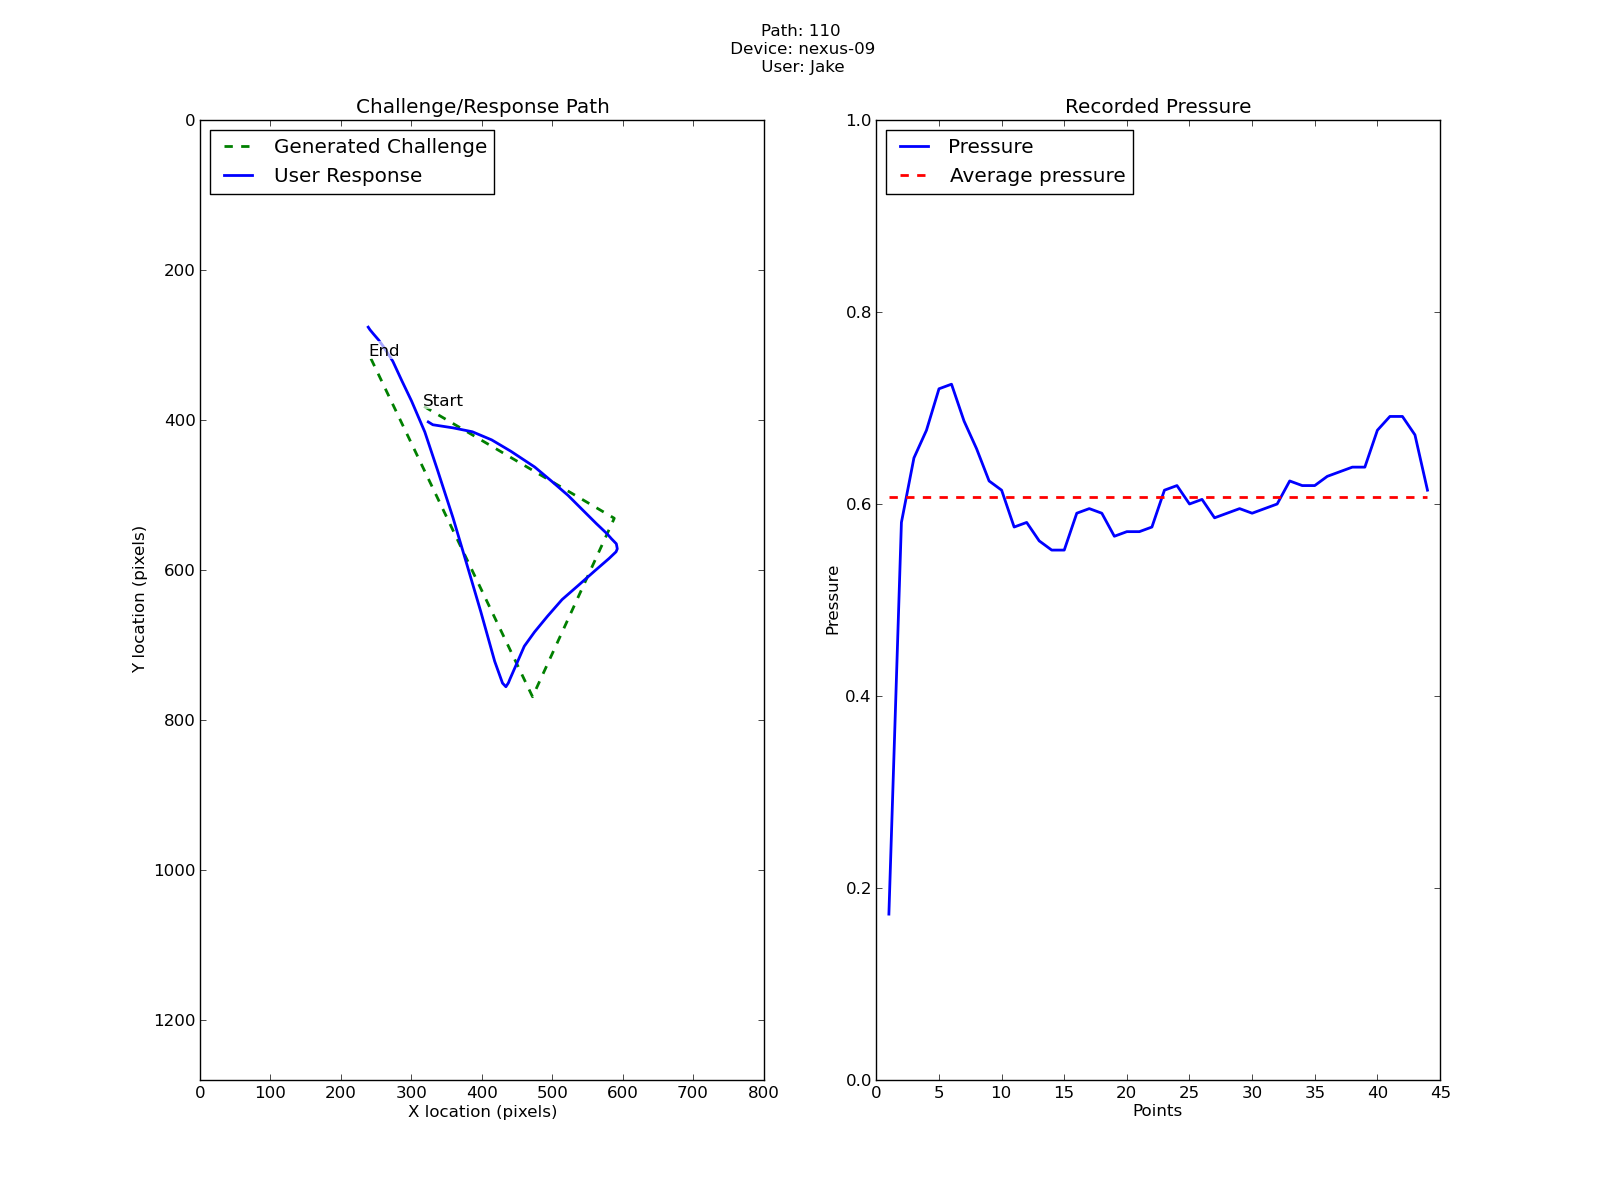 Path: 110
Device: nexus-09
User: Jake
Challenge/Response Path
Generated Challenge
User Response
End
Start
0
200
400
600
800
1000
1200
Y location (pixels)
0 100 200 300 400 500 600 700 800
X location (pixels)
Recorded Pressure
Pressure
Average pressure
1.0
0.8
0.6
0.4
0.2
0.0
Pressure
0 5 10 15 20 25 30 35 40 45
Points